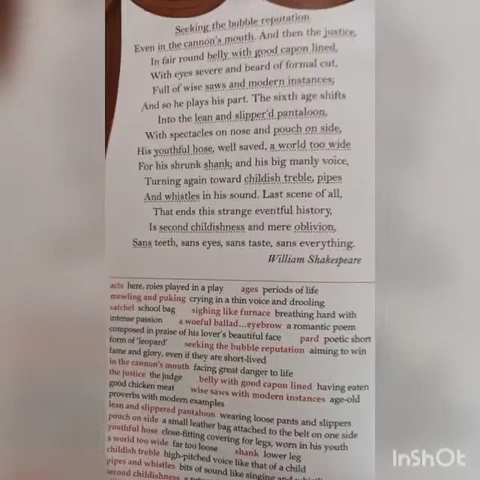 Seeking the bubble reputation
Even in the cannon's mouth. And then the justice,
In fair round belly with good capon lined,
With eyes severe and beard of formal cut,
Full of wise saws and modern instances;
And so he plays his part. The sixth age shifts
Into the lean and slipper'd pantaloon,
With spectacles on nose and pouch on side,
His youthful hose, well saved, a world too wide
For his shrunk shank; and his big manly voice,
Turning again toward childish treble, pipes
And whistles in his sound. Last scene of all,
That ends this strange eventful history,
Is second childishness and mere oblivion,
Sans teeth, sans eyes, sans taste, sans everything.
William Shakespeare
acts here, roles played in a play ages periods of life
mewling and puking crying in a thin voice and drooling
satchel school bag sighing like furnace breathing hard with
intense passion a woeful ballad...eyebrow a romantic poem
composed in praise of his lover's beautiful face pard poetic short
form of 'leopard' seeking the bubble reputation aiming to win
fame and glory, even if they are short-lived
in the cannon's mouth facing great danger to life
the justice the judge belly with good capon lined having eaten
good chicken meat wise saws with modern instances age-old
proverbs with modern examples
lean and slippered pantaloon wearing loose pants and slippers
pouch on side a small leather bag attached to the belt on one side
youthful hose close-fitting covering for legs, worn in his youth
a world too wide far too loose shank lower leg
childish treble high-pitched voice like that of a child
pipes and whistles bits of sound like singing and
second childishness
InShOt